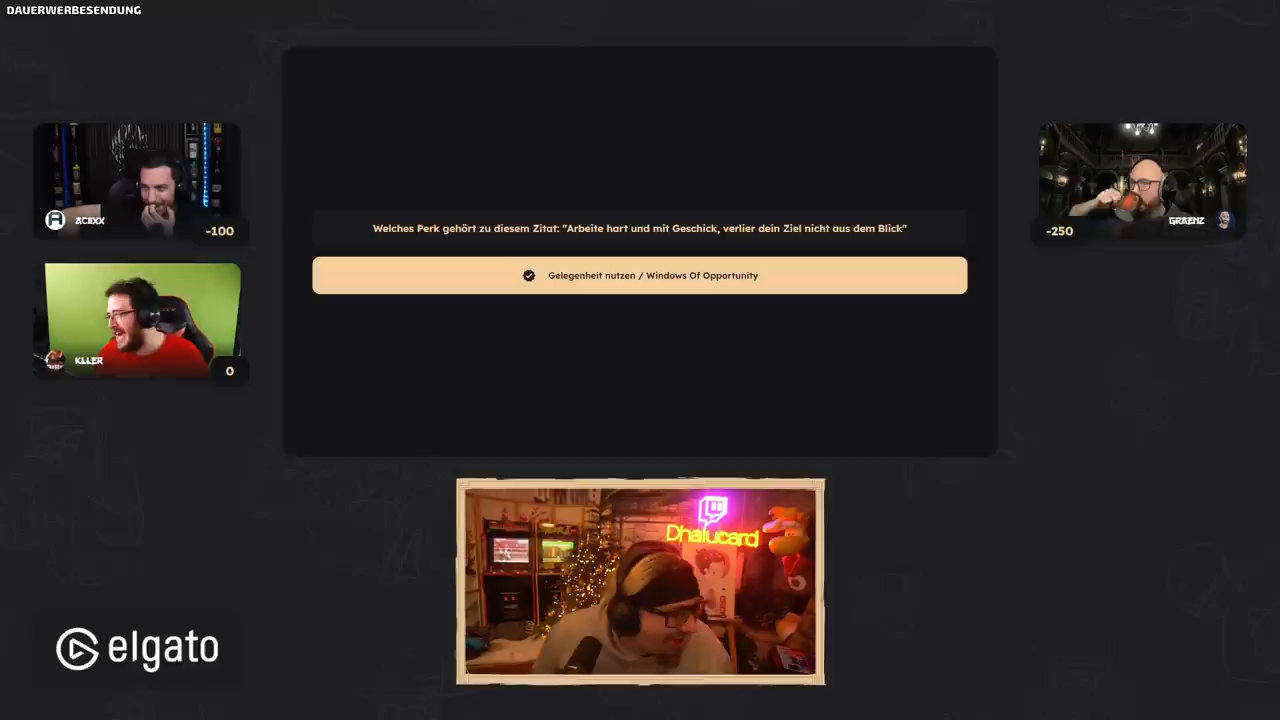 DAUERWERBESENDUNG
Welches Perk gehört zu diesem Zitat: "Arbeite hart und mit Geschick, verlier dein Ziel nicht aus dem Blick"
Gelegenheit nutzen / Windows Of Opportunity
ACIIXX
-100
GRAENZ
-250
KLLER
0
Dhalucard
elgato